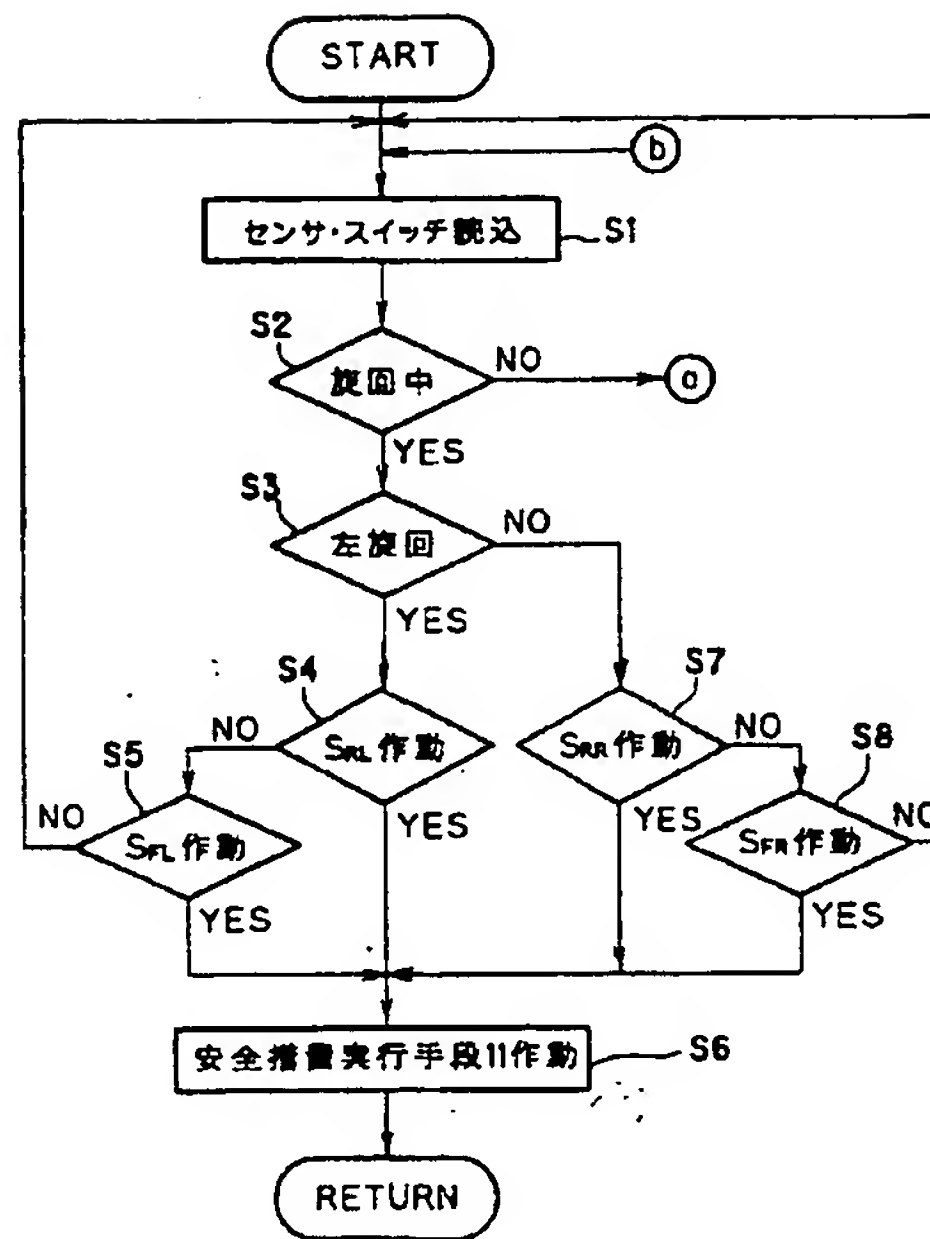 START
b
センサ・スイッチ読込
S1
S2
旋回中
NO
a
YES
S3
左旋回
NO
YES
S4
SRL作動
NO
YES
S7
SRR作動
NO
YES
S5
SFL作動
NO
YES
S8
SFR作動
NO
YES
安全措置実行手段11作動
S6
RETURN